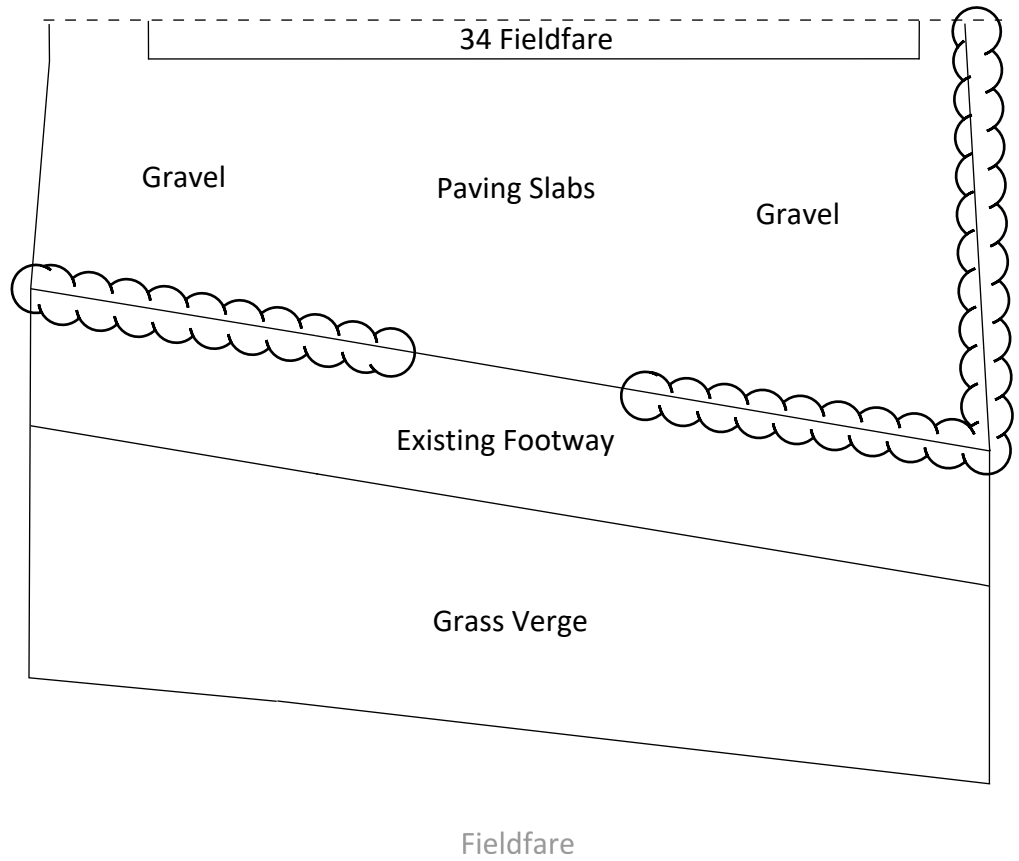 34 Fieldfare
Gravel
Paving Slabs
Gravel
Existing Footway
Grass Verge
Fieldfare